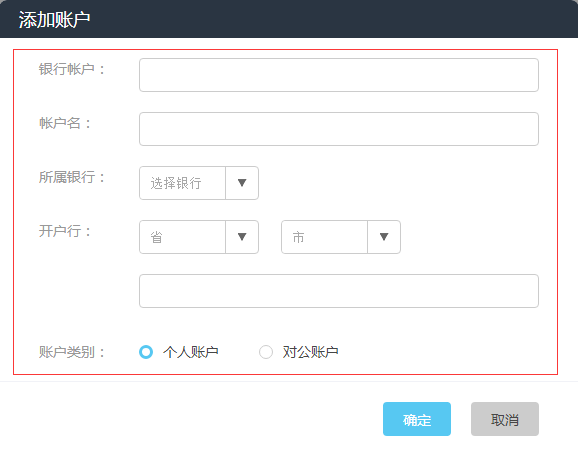 添加账户
银行帐户：
帐户名：
所属银行： 选择银行
开户行： 省 市
账户类别： 个人账户 对公账户
确定 取消